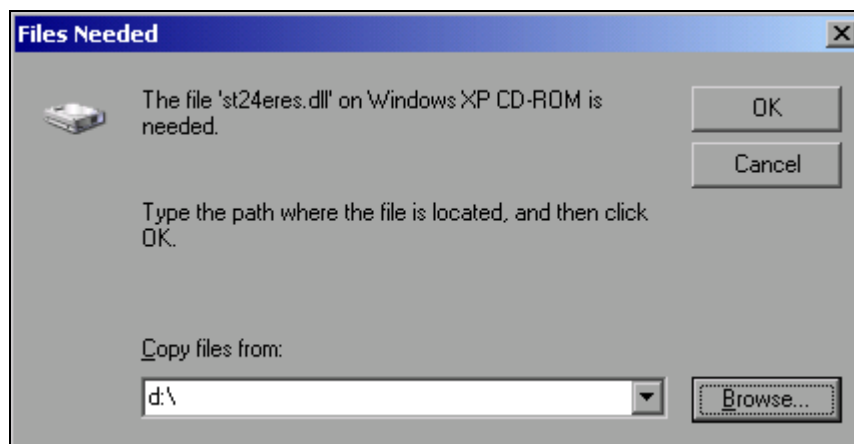 Files Needed
The file 'st24eres.dll' on Windows XP CD-ROM is
needed.
OK
Cancel
Type the path where the file is located, and then click
OK.
Copy files from:
d:\
Browse...